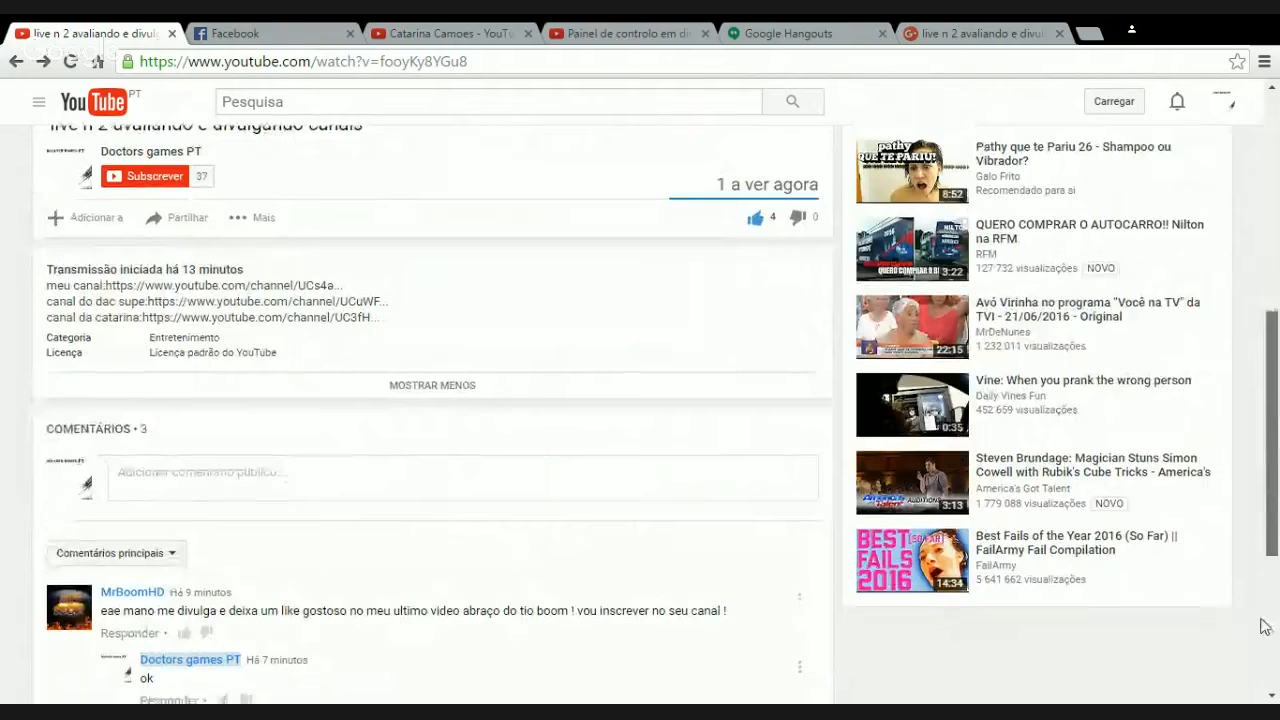 live n 2 avaliando e divulg
Facebook
Catarina Camoes - YouT
Painel de controlo em di
Google Hangouts
live n 2 avaliando e divul
https://www.youtube.com/watch?v=fooyKy8YGu8
YouTube PT
Pesquisa
Carregar
live n 2 avaliando e divulgando canais
Doctors games PT
Subscrever 37
1 a ver agora
Adicionar a
Partilhar
Mais
4
0
Transmissão iniciada há 13 minutos
meu canal:https://www.youtube.com/channel/UCs4a...
canal do dac supe:https://www.youtube.com/channel/UCuWF...
canal da catarina:https://www.youtube.com/channel/UC3fH...
Categoria Entretenimento
Licença Licença padrão do YouTube
MOSTRAR MENOS
COMENTÁRIOS • 3
Adicionar comentário público...
Comentários principais
MrBoomHD Há 9 minutos
eae mano me divulga e deixa um like gostoso no meu ultimo video abraço do tio boom ! vou inscrever no seu canal !
Responder •
Doctors games PT Há 7 minutos
ok
Responder •
pathy
QUE TE PARIU!
8:52
Pathy que te Pariu 26 - Shampoo ou
Vibrador?
Galo Frito
Recomendado para si
QUERO COMPRAR O B
3:22
QUERO COMPRAR O AUTOCARRO!! Nilton
na RFM
RFM
127 732 visualizações NOVO
22:15
Avó Virinha no programa "Você na TV" da
TVI - 21/06/2016 - Original
MrDeNunes
1 232 011 visualizações
0:35
Vine: When you prank the wrong person
Daily Vines Fun
452 659 visualizações
AUDITIONS
3:13
Steven Brundage: Magician Stuns Simon
Cowell with Rubik's Cube Tricks - America's
America's Got Talent
1 779 088 visualizações NOVO
BEST
(SO FAR)
FAILS
2016
14:34
Best Fails of the Year 2016 (So Far) ||
FailArmy Fail Compilation
FailArmy
5 641 662 visualizações